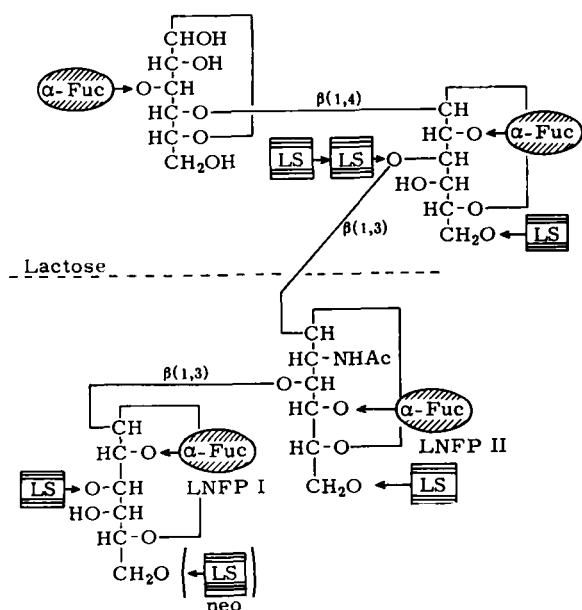 CHOH
HC-OH
α-Fuc O-CH
HC-O β(1,4) CH
HC-O HC-O α-Fuc
CH₂OH LS LS O CH
HO-CH
HC-O
β(1,3) CH₂O LS
Lactose
CH
HC-NHAc
β(1,3) O-CH
HC-O α-Fuc
CH HC-O LNFP II
HC-O α-Fuc
LS O-CH LNFP I CH₂O LS
HO-CH
HC-O
CH₂O (LS)
neo